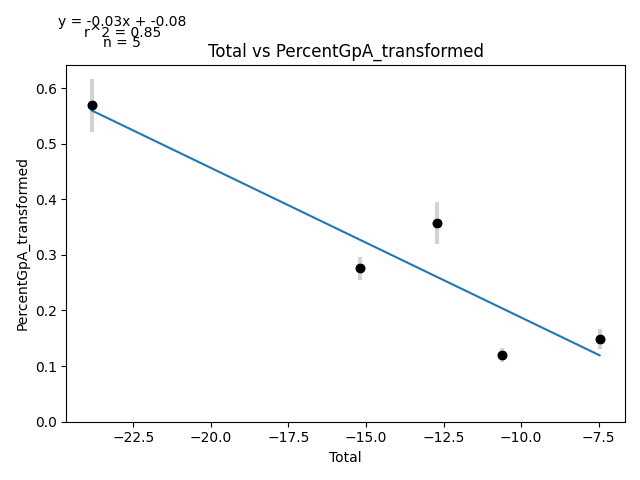 y = -0.03x + -0.08
r^2 = 0.85
n = 5
Total vs PercentGpA_transformed
PercentGpA_transformed
0.6
0.5
0.4
0.3
0.2
0.1
0.0
−22.5 −20.0 −17.5 −15.0 −12.5 −10.0 −7.5
Total